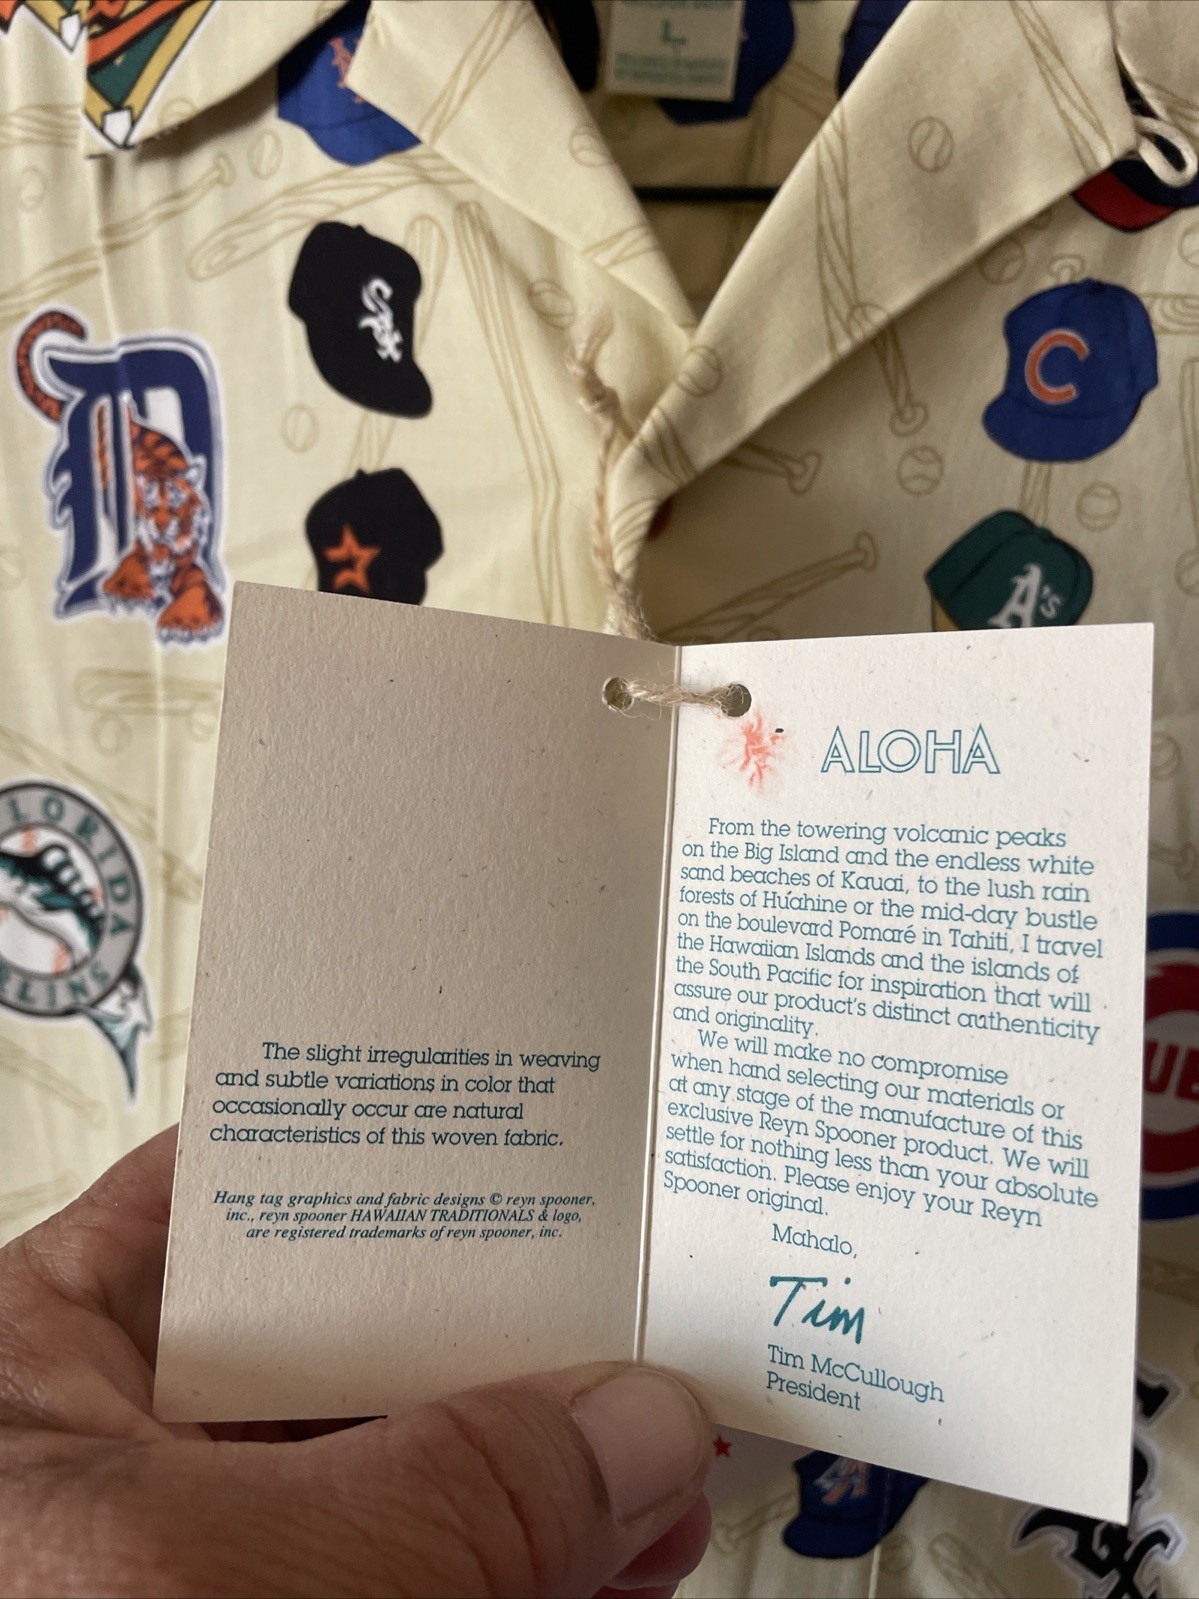 L
Sox
C
A's
FLORIDA
MARLINS
The slight irregularities in weaving
and subtle variations in color that
occasionally occur are natural
characteristics of this woven fabric.
Hang tag graphics and fabric designs © reyn spooner,
inc., reyn spooner HAWAIIAN TRADITIONALS & logo,
are registered trademarks of reyn spooner, inc.
ALOHA
From the towering volcanic peaks
on the Big Island and the endless white
sand beaches of Kauai, to the lush rain
forests of Hu'ahine or the mid-day bustle
on the boulevard Pomaré in Tahiti, I travel
the Hawaiian Islands and the islands of
the South Pacific for inspiration that will
assure our product's distinct authenticity
and originality.
We will make no compromise
when hand selecting our materials or
at any stage of the manufacture of this
exclusive Reyn Spooner product. We will
settle for nothing less than your absolute
satisfaction. Please enjoy your Reyn
Spooner original.
Mahalo,
Tim
Tim McCullough
President
UB